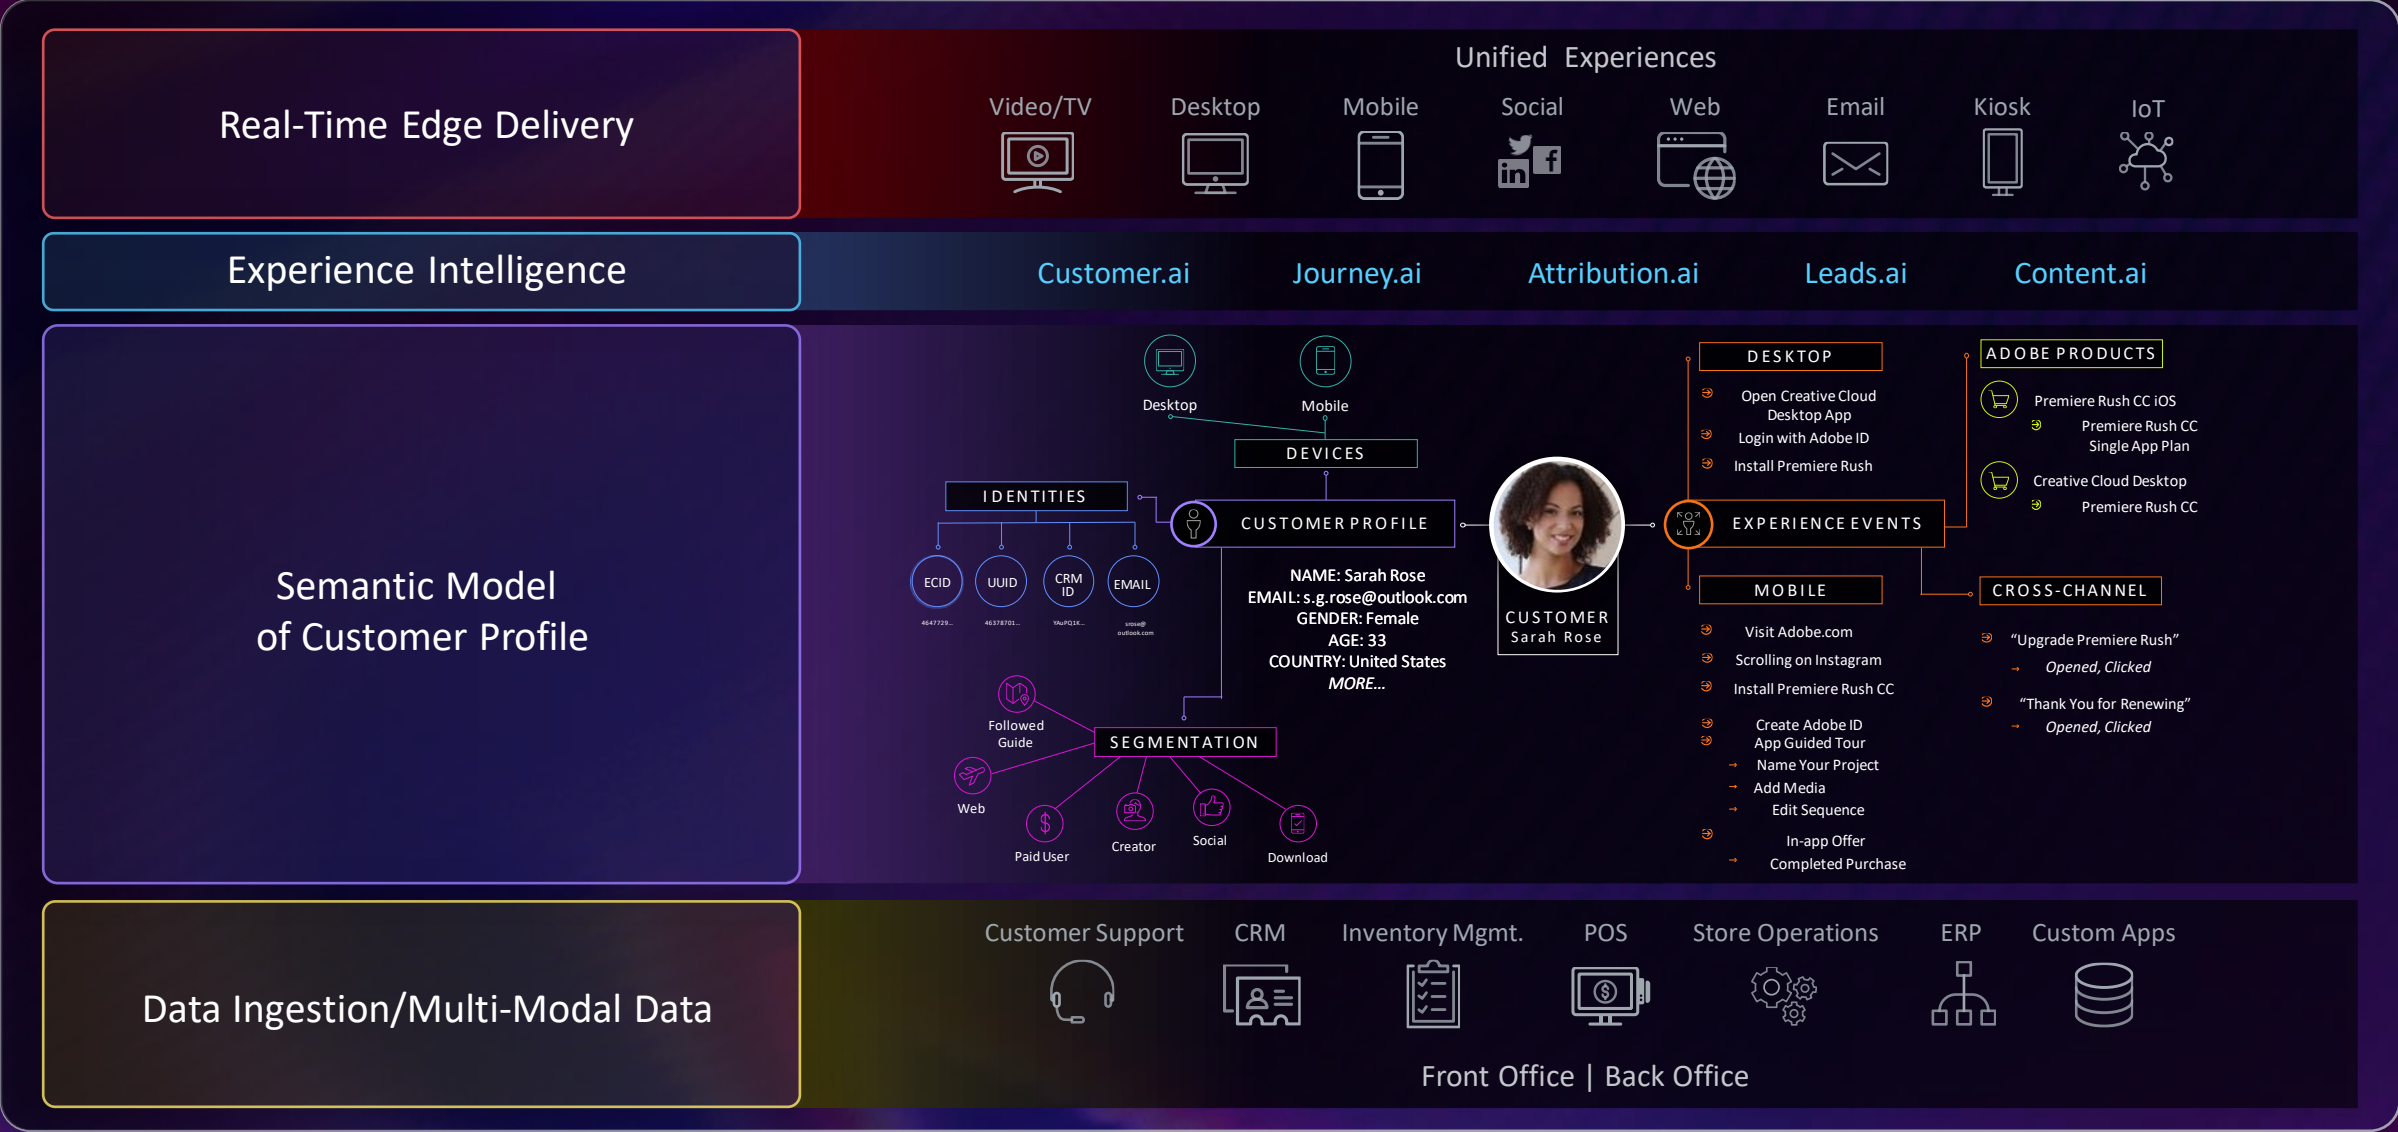 Real-Time Edge Delivery
Unified Experiences
Video/TV
Desktop
Mobile
Social
Web
Email
Kiosk
IoT
in
f
Experience Intelligence
Customer.ai
Journey.ai
Attribution.ai
Leads.ai
Content.ai
Semantic Model
of Customer Profile
Desktop
Mobile
DEVICES
IDENTITIES
ECID
UUID
CRM
ID
EMAIL
4647729...
46378701...
YAuPQ1K...
srose@
outlook.com
CUSTOMER PROFILE
NAME: Sarah Rose
EMAIL: s.g.rose@outlook.com
GENDER: Female
AGE: 33
COUNTRY: United States
MORE...
CUSTOMER
Sarah Rose
SEGMENTATION
Followed
Guide
Web
Paid User
Creator
Social
Download
EXPERIENCE EVENTS
DESKTOP
Open Creative Cloud
Desktop App
Login with Adobe ID
Install Premiere Rush
MOBILE
Visit Adobe.com
Scrolling on Instagram
Install Premiere Rush CC
Create Adobe ID
App Guided Tour
Name Your Project
Add Media
Edit Sequence
In-app Offer
Completed Purchase
ADOBE PRODUCTS
Premiere Rush CC iOS
Premiere Rush CC
Single App Plan
Creative Cloud Desktop
Premiere Rush CC
CROSS-CHANNEL
“Upgrade Premiere Rush”
Opened, Clicked
“Thank You for Renewing”
Opened, Clicked
Data Ingestion/Multi-Modal Data
Customer Support
CRM
Inventory Mgmt.
POS
Store Operations
ERP
Custom Apps
Front Office | Back Office